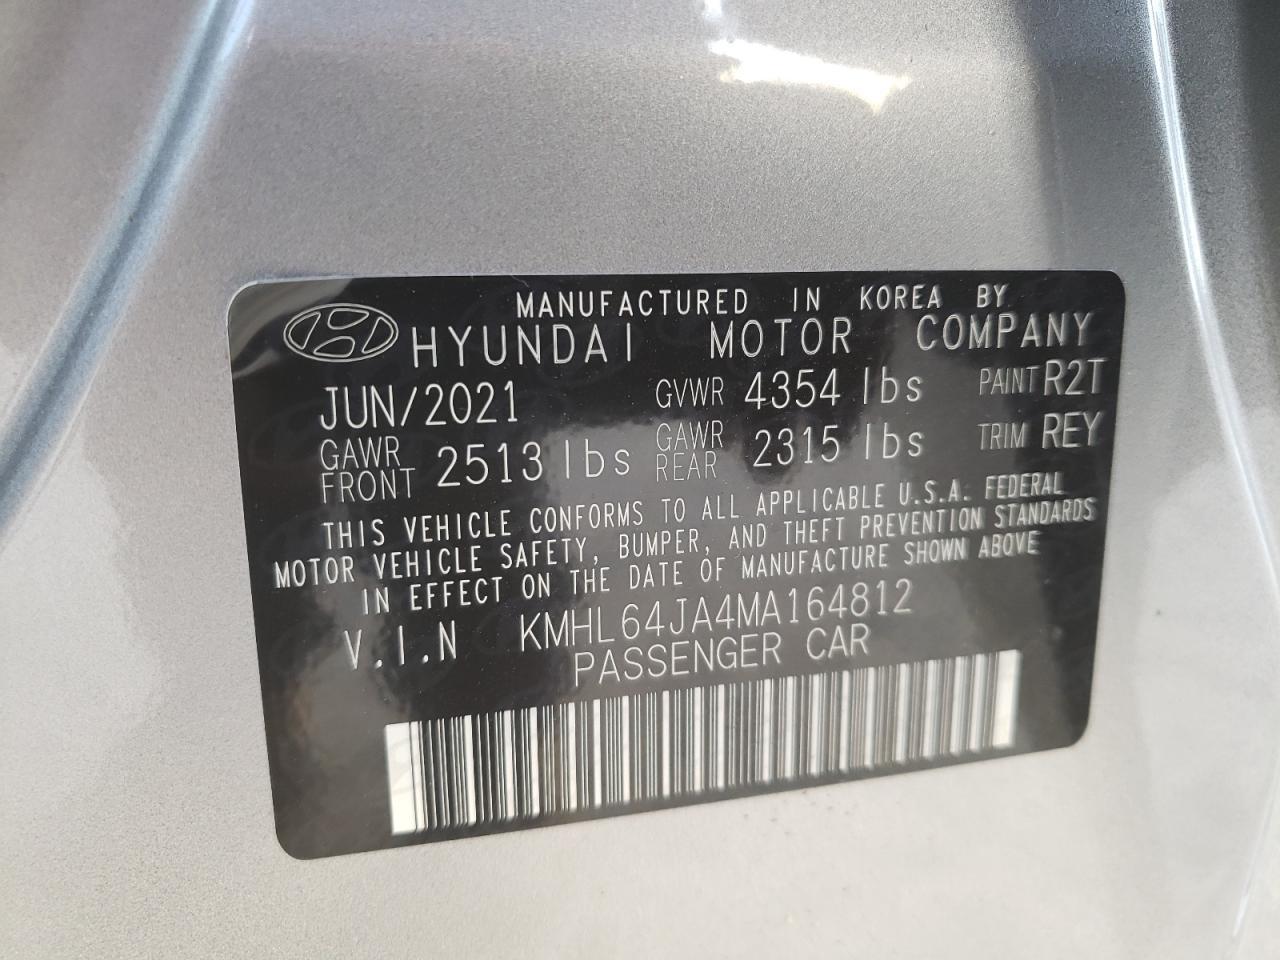 MANUFACTURED IN KOREA BY
HYUNDAI MOTOR COMPANY
JUN/2021 GVWR 4354 lbs PAINT R2T
GAWR FRONT 2513 lbs GAWR REAR 2315 lbs TRIM REY
THIS VEHICLE CONFORMS TO ALL APPLICABLE U.S.A. FEDERAL
MOTOR VEHICLE SAFETY, BUMPER, AND THEFT PREVENTION STANDARDS
IN EFFECT ON THE DATE OF MANUFACTURE SHOWN ABOVE
V.I.N KMHL64JA4MA164812
PASSENGER CAR